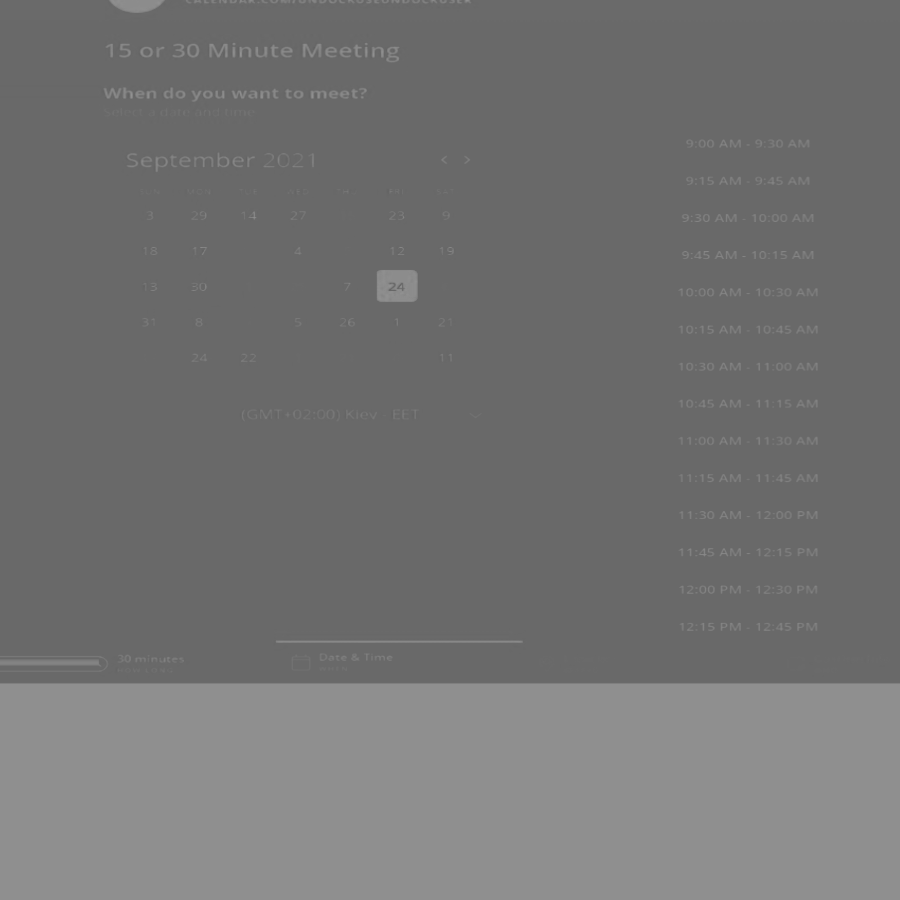 15 or 30 Minute Meeting
When do you want to meet?
Select a date and time
September 2021 < >
3 29 14 27 23 9
18 17 4 12 19
13 30 7 24
31 8 5 26 1 21
24 22 11
(GMT+02:00) Kiev - EET
9:00 AM - 9:30 AM
9:15 AM - 9:45 AM
9:30 AM - 10:00 AM
9:45 AM - 10:15 AM
10:00 AM - 10:30 AM
10:15 AM - 10:45 AM
10:30 AM - 11:00 AM
10:45 AM - 11:15 AM
11:00 AM - 11:30 AM
11:15 AM - 11:45 AM
11:30 AM - 12:00 PM
11:45 AM - 12:15 PM
12:00 PM - 12:30 PM
12:15 PM - 12:45 PM
30 minutes
Date & Time